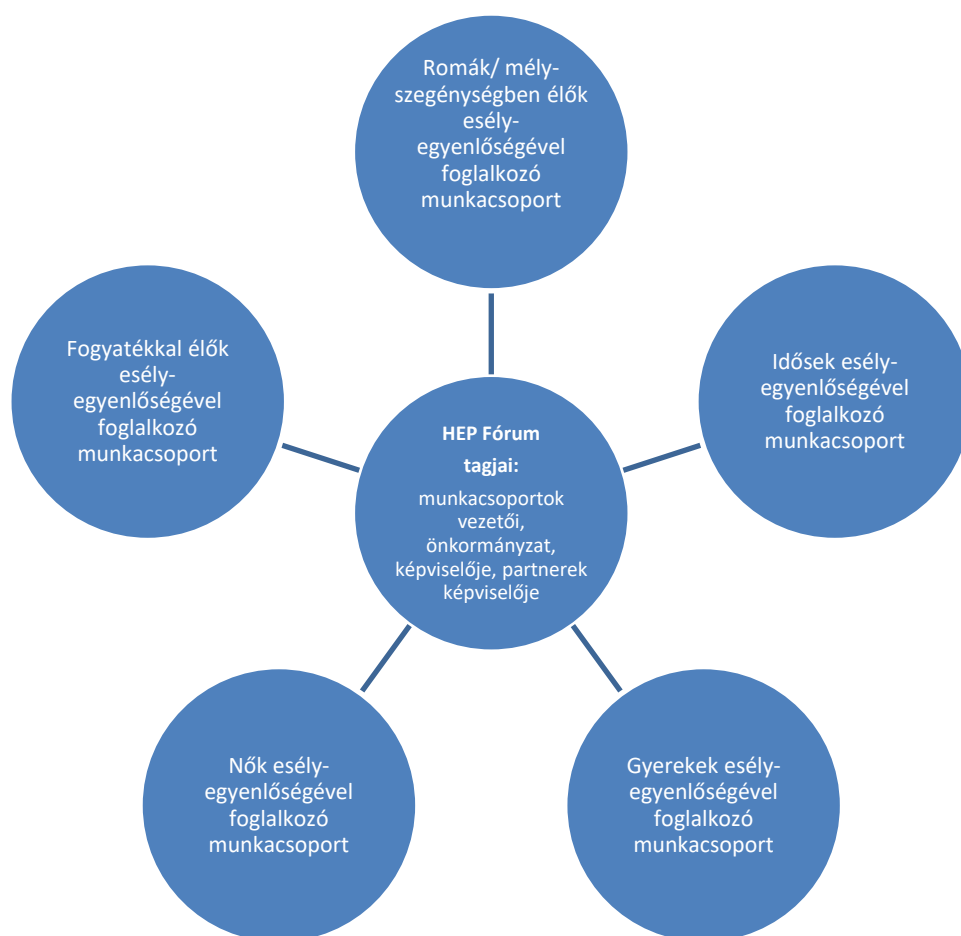 Romák/ mély-
szegénységben élők
esély-
egyenlőségével
foglalkozó
munkacsoport
Fogyatékkal élők
esély-
egyenlőségével
foglalkozó
munkacsoport
Idősek esély-
egyenlőségével
foglalkozó
munkacsoport
HEP Fórum
tagjai:
munkacsoportok
vezetői,
önkormányzat,
képviselője, partnerek
képviselője
Nők esély-
egyenlőségével
foglalkozó
munkacsoport
Gyerekek esély-
egyenlőségével
foglalkozó
munkacsoport